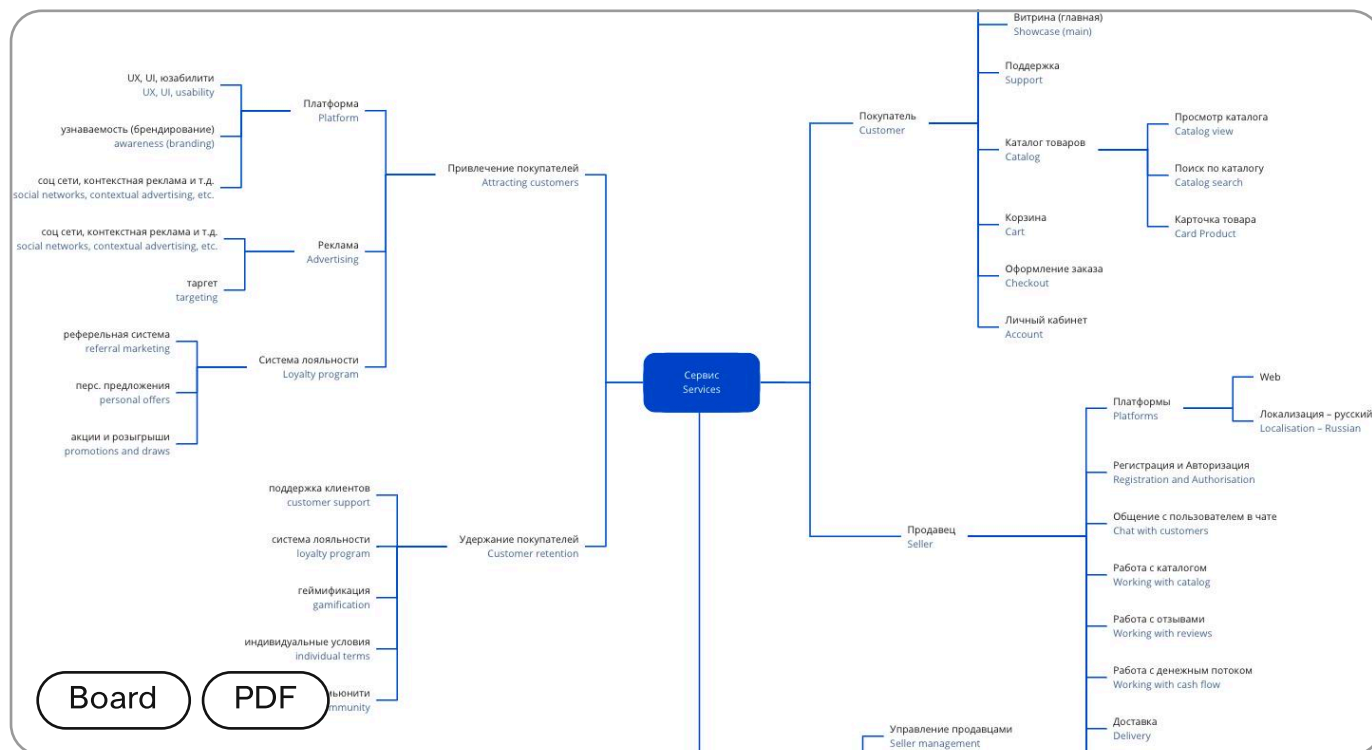 UX, UI, юзабилити
UX, UI, usability
узнаваемость (брендирование)
awareness (branding)
соц сети, контекстная реклама и т.д.
social networks, contextual advertising, etc.
Платформа
Platform
соц сети, контекстная реклама и т.д.
social networks, contextual advertising, etc.
таргет
targeting
Реклама
Advertising
реферельная система
referral marketing
перс. предложения
personal offers
акции и розыгрыши
promotions and draws
Система лояльности
Loyalty program
Привлечение покупателей
Attracting customers
поддержка клиентов
customer support
система лояльности
loyalty program
геймификация
gamification
индивидуальные условия
individual terms
Удержание покупателей
Customer retention
Board
PDF
Сервис
Services
Покупатель
Customer
Витрина (главная)
Showcase (main)
Поддержка
Support
Каталог товаров
Catalog
Просмотр каталога
Catalog view
Поиск по каталогу
Catalog search
Карточка товара
Card Product
Корзина
Cart
Оформление заказа
Checkout
Личный кабинет
Account
Продавец
Seller
Платформы
Platforms
Web
Локализация – русский
Localisation – Russian
Регистрация и Авторизация
Registration and Authorisation
Общение с пользователем в чате
Chat with customers
Работа с каталогом
Working with catalog
Работа с отзывами
Working with reviews
Работа с денежным потоком
Working with cash flow
Доставка
Delivery
Управление продавцами
Seller management